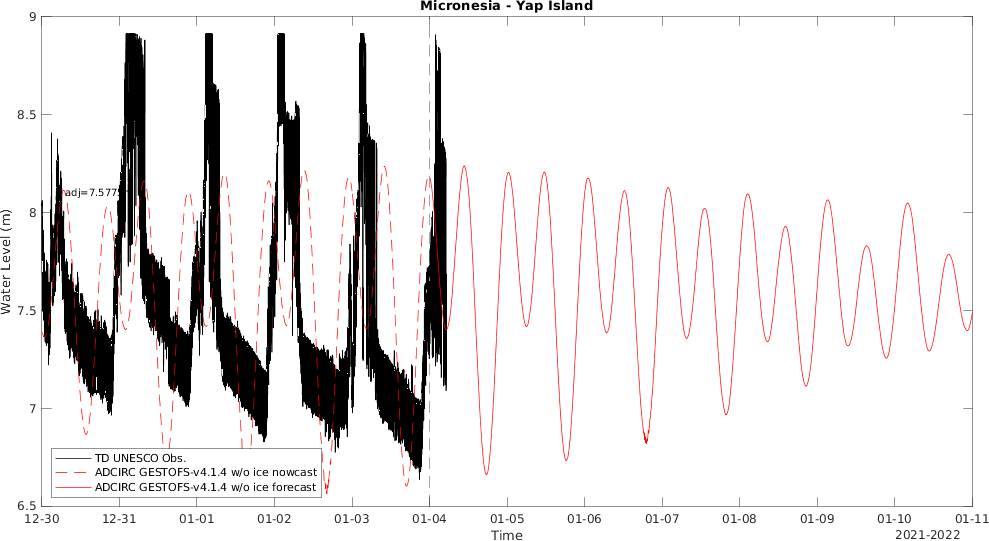 Micronesia - Yap Island
9
8.5
8
7.5
7
6.5
Water Level (m)
adj=7.5775
TD UNESCO Obs.
ADCIRC GESTOFS-v4.1.4 w/o ice nowcast
ADCIRC GESTOFS-v4.1.4 w/o ice forecast
12-30 12-31 01-01 01-02 01-03 01-04 01-05 01-06 01-07 01-08 01-09 01-10 01-11
Time
2021-2022